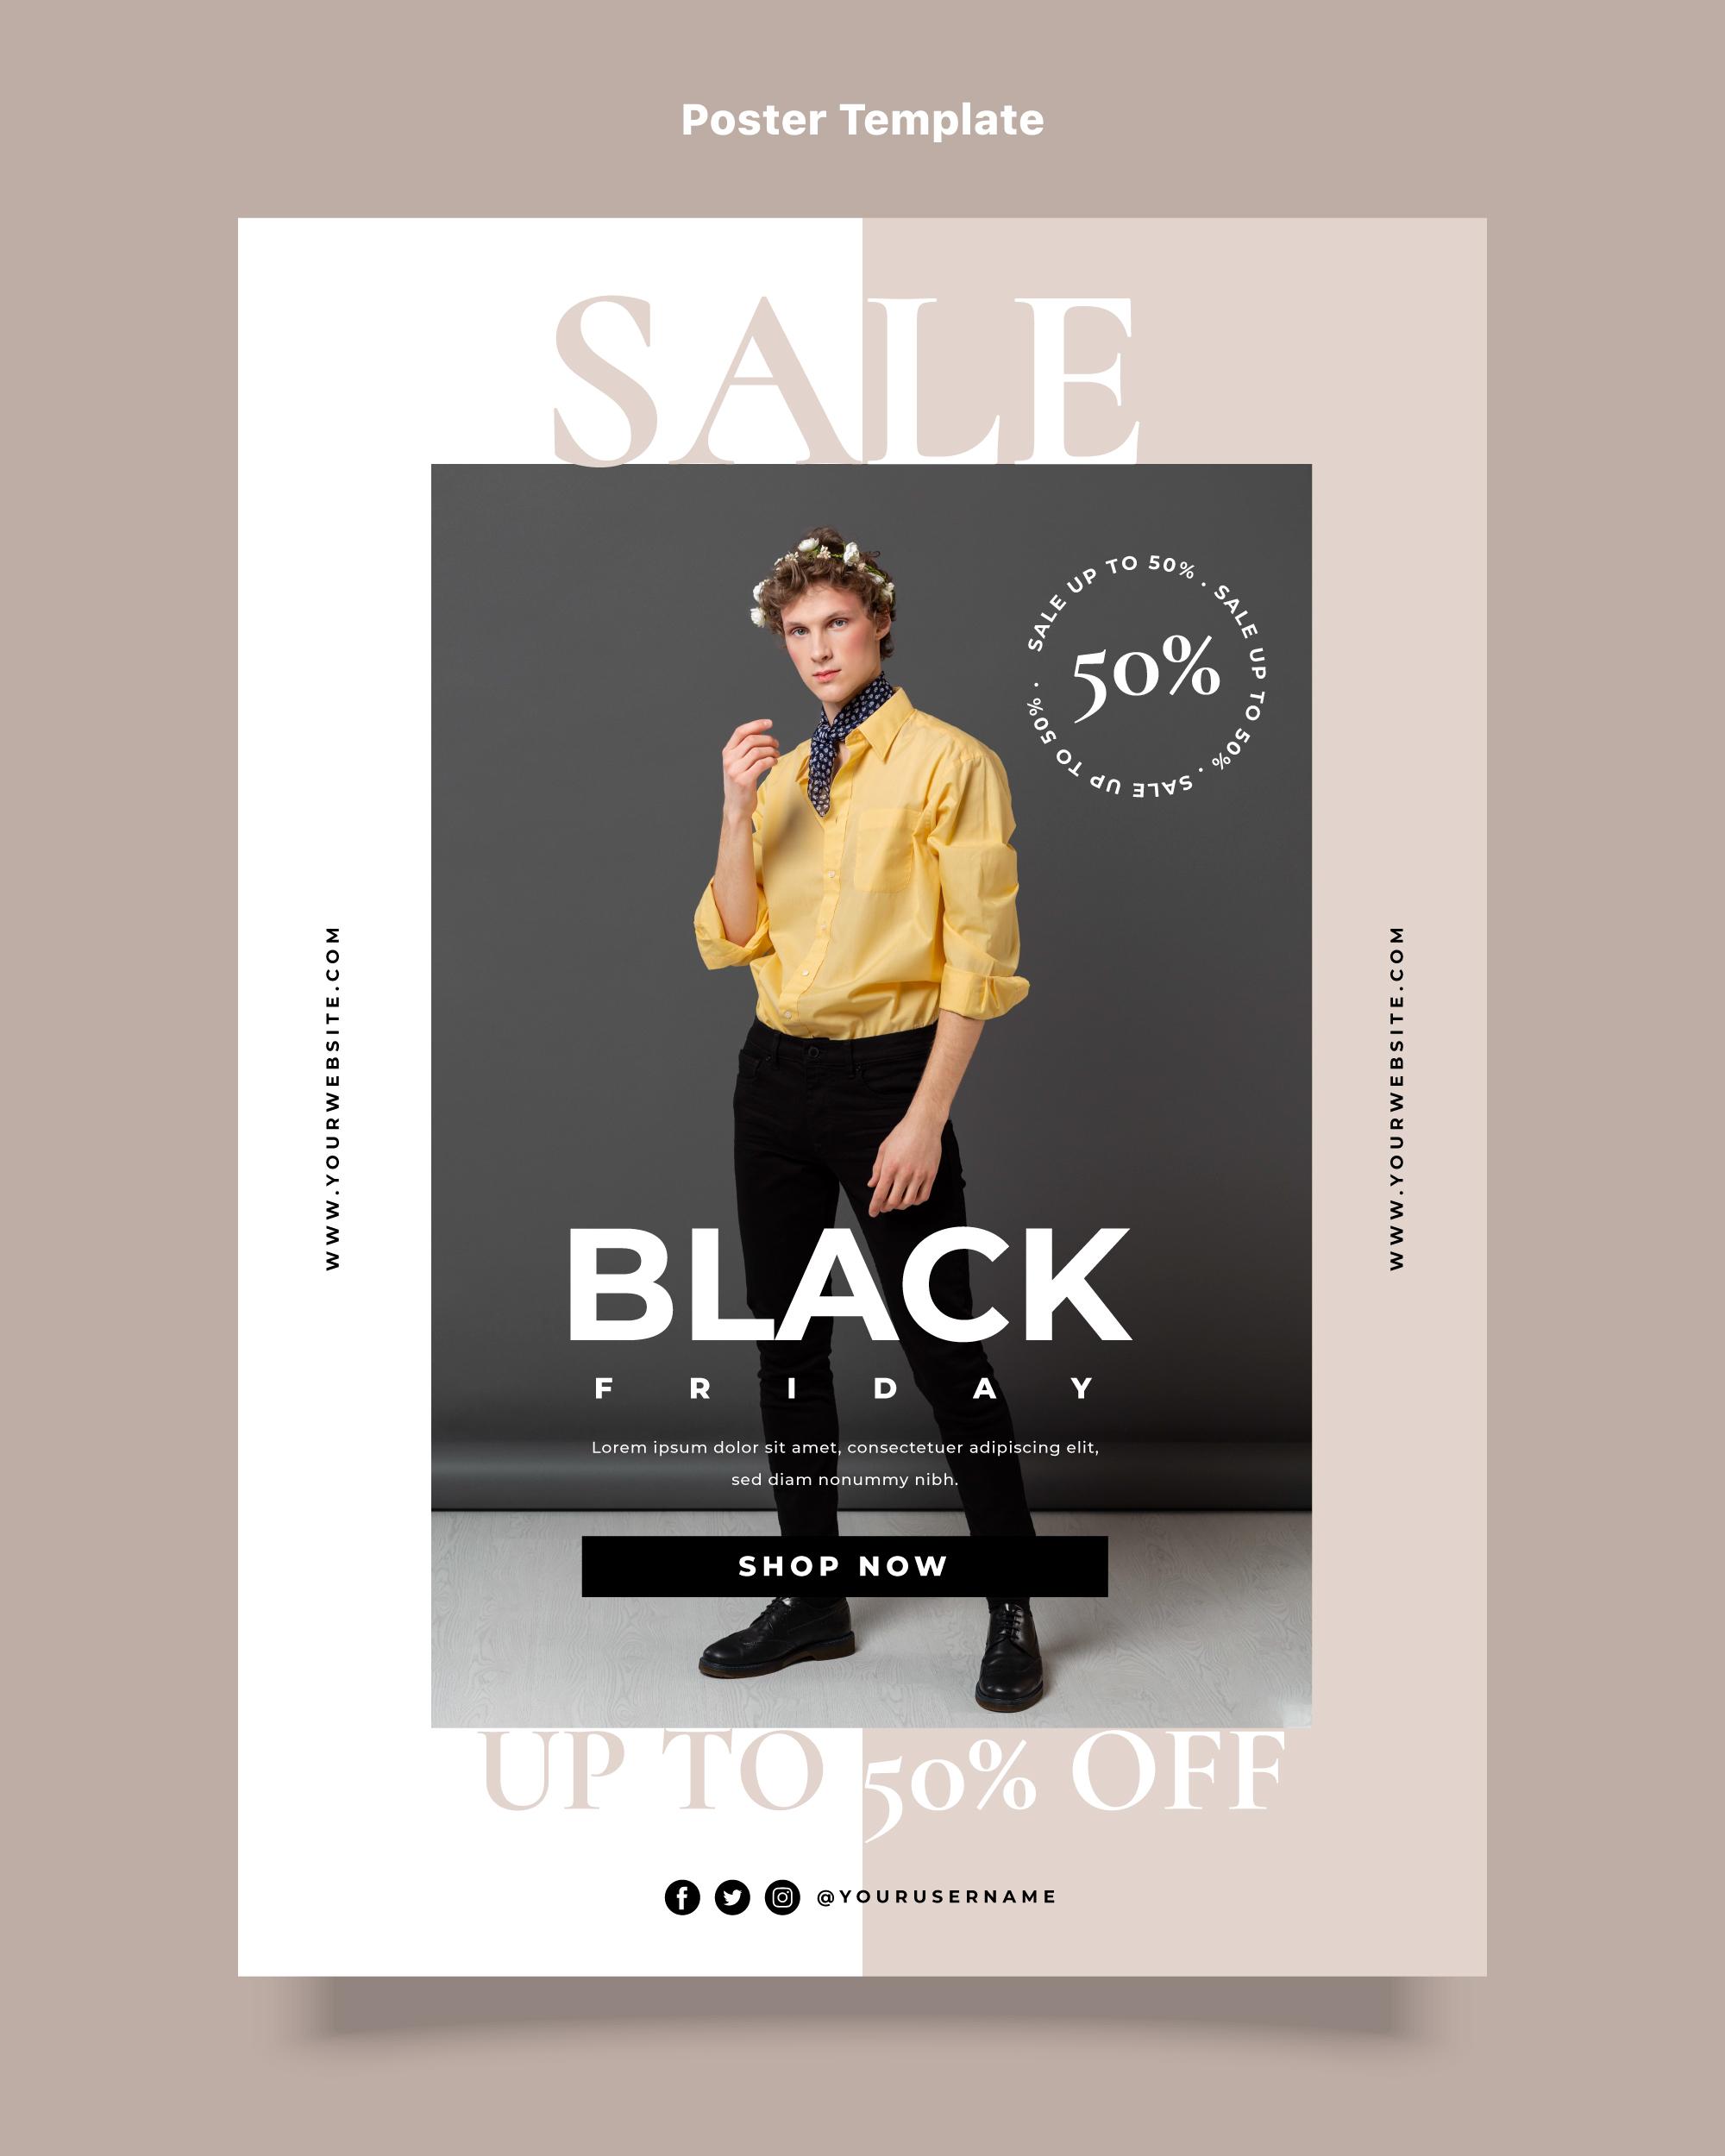 Poster Template
SALE
SALE UP TO 50% · SALE UP TO 50% · SALE UP TO 50% ·
50%
WWW.YOURWEBSITE.COM
WWW.YOURWEBSITE.COM
BLACK
FRIDAY
Lorem ipsum dolor sit amet, consectetuer adipiscing elit,
sed diam nonummy nibh.
SHOP NOW
UP TO 50% OFF
@YOURUSERNAME